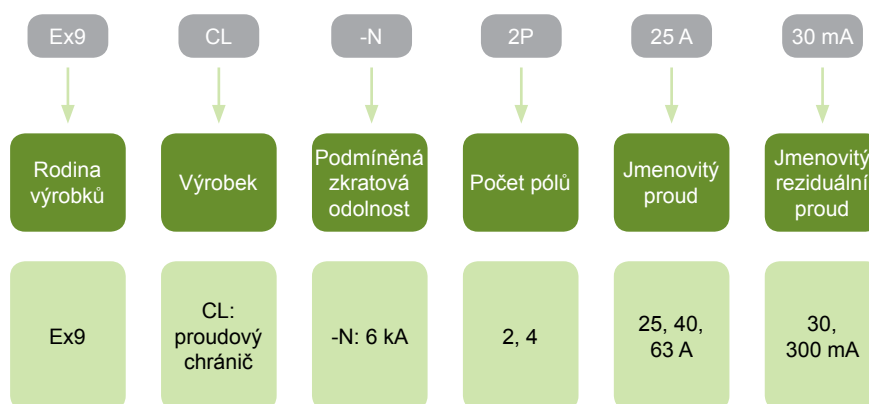 Ex9
CL
-N
2P
25 A
30 mA
Rodina
výrobků
Výrobek
Podmíněná
zkratová
odolnost
Počet pólů
Jmenovitý
proud
Jmenovitý
reziduální
proud
Ex9
CL:
proudový
chránič
-N: 6 kA
2, 4
25, 40,
63 A
30,
300 mA